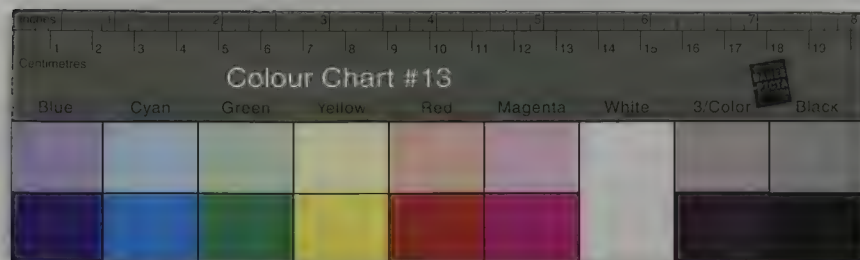 Inches 1 2 3 4 5 6 7 8
1 2 3 4 5 6 7 8 9 10 11 12 13 14 15 16 17 18 19
Centimetres
Colour Chart #13
Blue Cyan Green Yellow Red Magenta White 3/Color Black